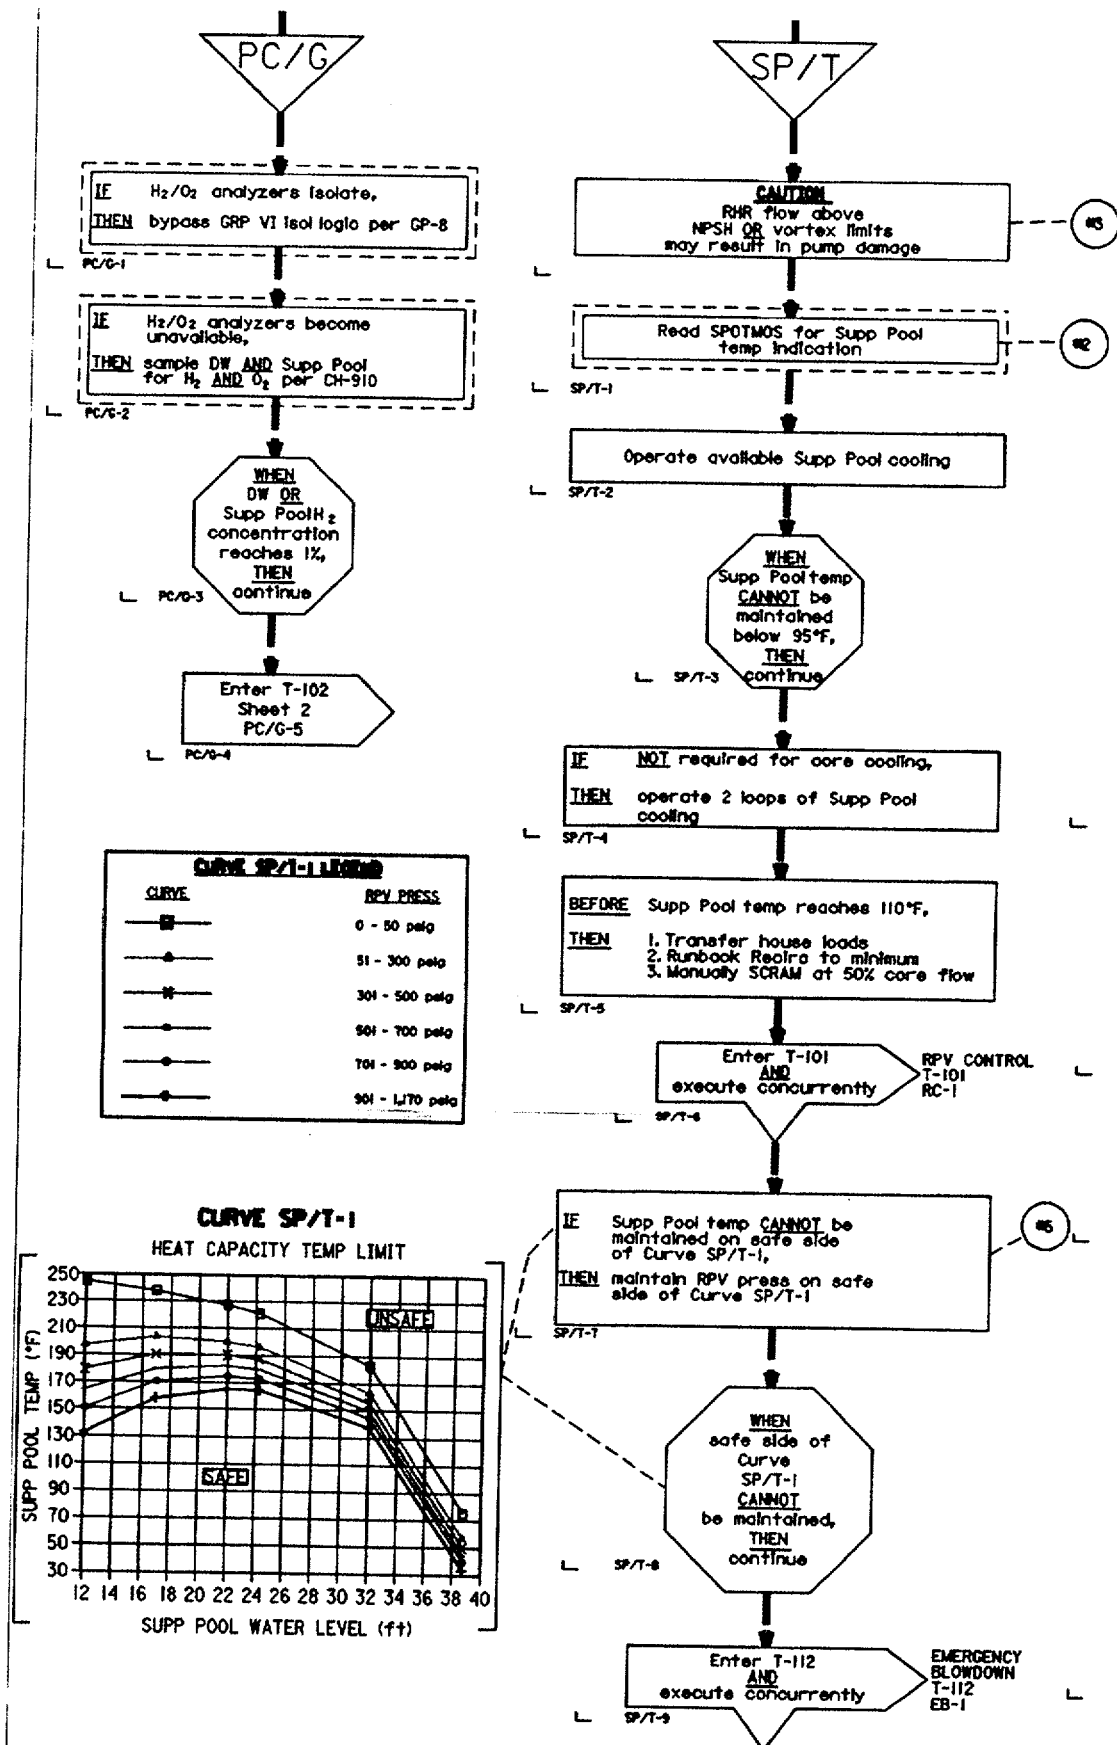 PC/G
IF H₂/O₂ analyzers isolate,
THEN bypass GRP VI isol logic per GP-8
PC/G-1
IF H₂/O₂ analyzers become
unavailable,
THEN sample DW AND Supp Pool
for H₂ AND O₂ per CH-910
PC/G-2
WHEN
DW OR
Supp Pool H₂
concentration
reaches 1%,
THEN
continue
PC/G-3
Enter T-102
Sheet 2
PC/G-5
PC/G-4
CURVE SP/T-1 LEGEND
CURVE RPV PRESS
0 - 50 psig
51 - 300 psig
301 - 500 psig
501 - 700 psig
701 - 900 psig
901 - 1,170 psig
CURVE SP/T-1
HEAT CAPACITY TEMP LIMIT
SUPP POOL TEMP (°F)
250
230
210
190
170
150
130
110
90
70
50
30
UNSAFE
SAFE
12 14 16 18 20 22 24 26 28 30 32 34 36 38 40
SUPP POOL WATER LEVEL (ft)
SP/T
CAUTION
RHR flow above
NPSH OR vortex limits
may result in pump damage
#3
Read SPOTMOS for Supp Pool
temp indication
#2
SP/T-1
Operate available Supp Pool cooling
SP/T-2
WHEN
Supp Pool temp
CANNOT be
maintained
below 95°F,
THEN
continue
SP/T-3
IF NOT required for core cooling,
THEN operate 2 loops of Supp Pool
cooling
SP/T-4
BEFORE Supp Pool temp reaches 110°F,
THEN 1. Transfer house loads
2. Runback Recirc to minimum
3. Manually SCRAM at 50% core flow
SP/T-5
Enter T-101
AND
execute concurrently
RPV CONTROL
T-101
RC-1
SP/T-6
IF Supp Pool temp CANNOT be
maintained on safe side
of Curve SP/T-1,
THEN maintain RPV press on safe
side of Curve SP/T-1
SP/T-7
WHEN
safe side of
Curve
SP/T-1
CANNOT
be maintained,
THEN
continue
SP/T-8
Enter T-112
AND
execute concurrently
EMERGENCY
BLOWDOWN
T-112
EB-1
SP/T-9